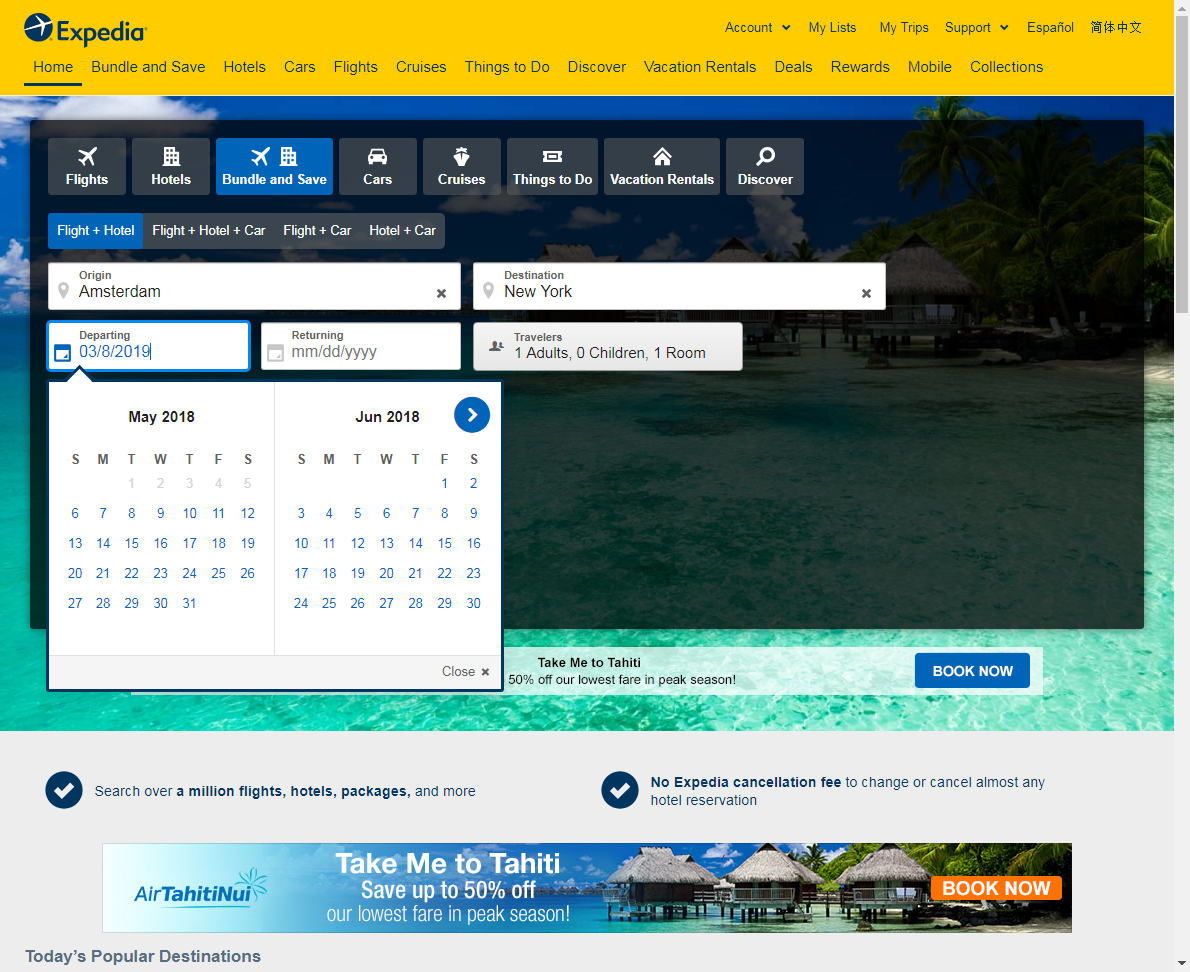 Expedia
Account My Lists My Trips Support Español 简体中文
Home Bundle and Save Hotels Cars Flights Cruises Things to Do Discover Vacation Rentals Deals Rewards Mobile Collections
Flights Hotels Bundle and Save Cars Cruises Things to Do Vacation Rentals Discover
Flight + Hotel Flight + Hotel + Car Flight + Car Hotel + Car
Origin
Amsterdam
Destination
New York
Departing
03/8/2019
Returning
mm/dd/yyyy
Travelers
1 Adults, 0 Children, 1 Room
May 2018
S M T W T F S
1 2 3 4 5
6 7 8 9 10 11 12
13 14 15 16 17 18 19
20 21 22 23 24 25 26
27 28 29 30 31
Jun 2018
S M T W T F S
1 2
3 4 5 6 7 8 9
10 11 12 13 14 15 16
17 18 19 20 21 22 23
24 25 26 27 28 29 30
Close
Take Me to Tahiti
50% off our lowest fare in peak season!
BOOK NOW
Search over a million flights, hotels, packages, and more
No Expedia cancellation fee to change or cancel almost any
hotel reservation
AirTahitiNui
Take Me to Tahiti
Save up to 50% off
our lowest fare in peak season!
BOOK NOW
Today's Popular Destinations